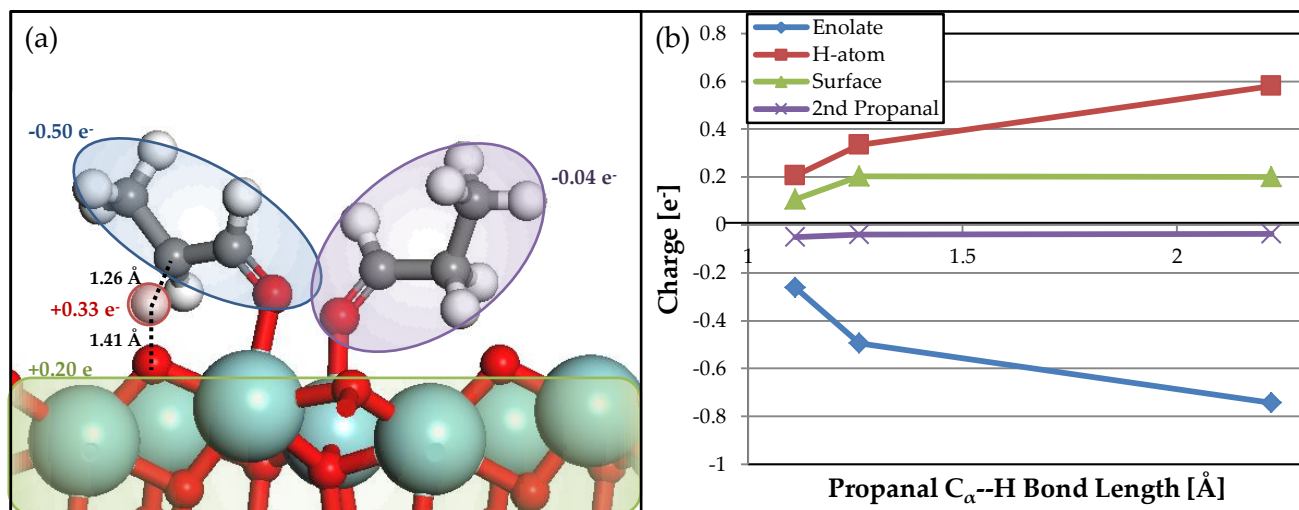 (a)
-0.50 e-
-0.04 e-
1.26 Å
+0.33 e-
1.41 Å
+0.20 e
(b)
Enolate
H-atom
Surface
2nd Propanal
0.8
0.6
0.4
0.2
0
-0.2
-0.4
-0.6
-0.8
-1
1
1.5
2
Charge [e-]
Propanal Cα--H Bond Length [Å]